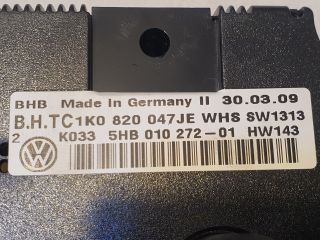 BHB Made In Germany II 30.03.09
B.H.TC1K0 820 047JE WHS SW1313
2 K033 5HB 010 272-01 HW143